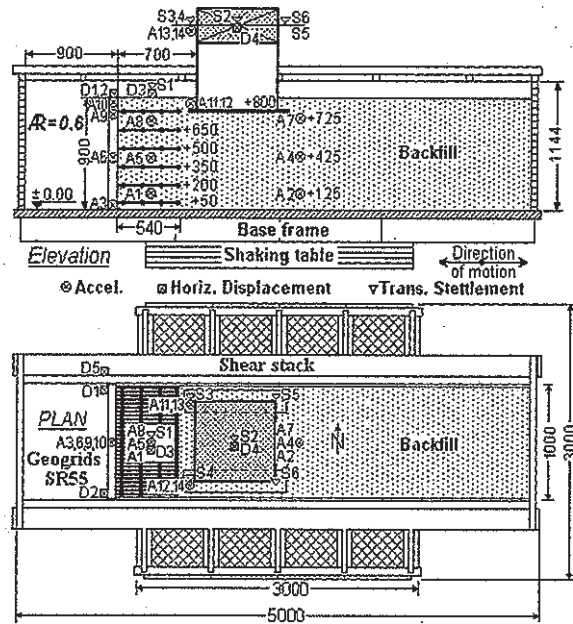 S3,4 S2 S6
A13,14 D4 S5
900 700
D1,2 D3 S1
A10 A11,12 +800
A9 A8 A7 +725
Æ=0.6 +650
900 +500 1144
A6 A5 A4 +425 Backfill
+350
+200
± 0.00 A1 A2 +125
A3 +50
540 Base frame
Elevation Shaking table Direction
of motion
Accel. Horiz. Displacement Trans. Stettlement
D5 Shear stack
D1 S3 S5
PLAN A11,13
A8 S1 A7
A3,6,9,10 A5 S2 A4 N Backfill 1000 3000
Geogrids A1 D3 D4 A2
SR55 S4 S6
D2 A12,14
3000
5000